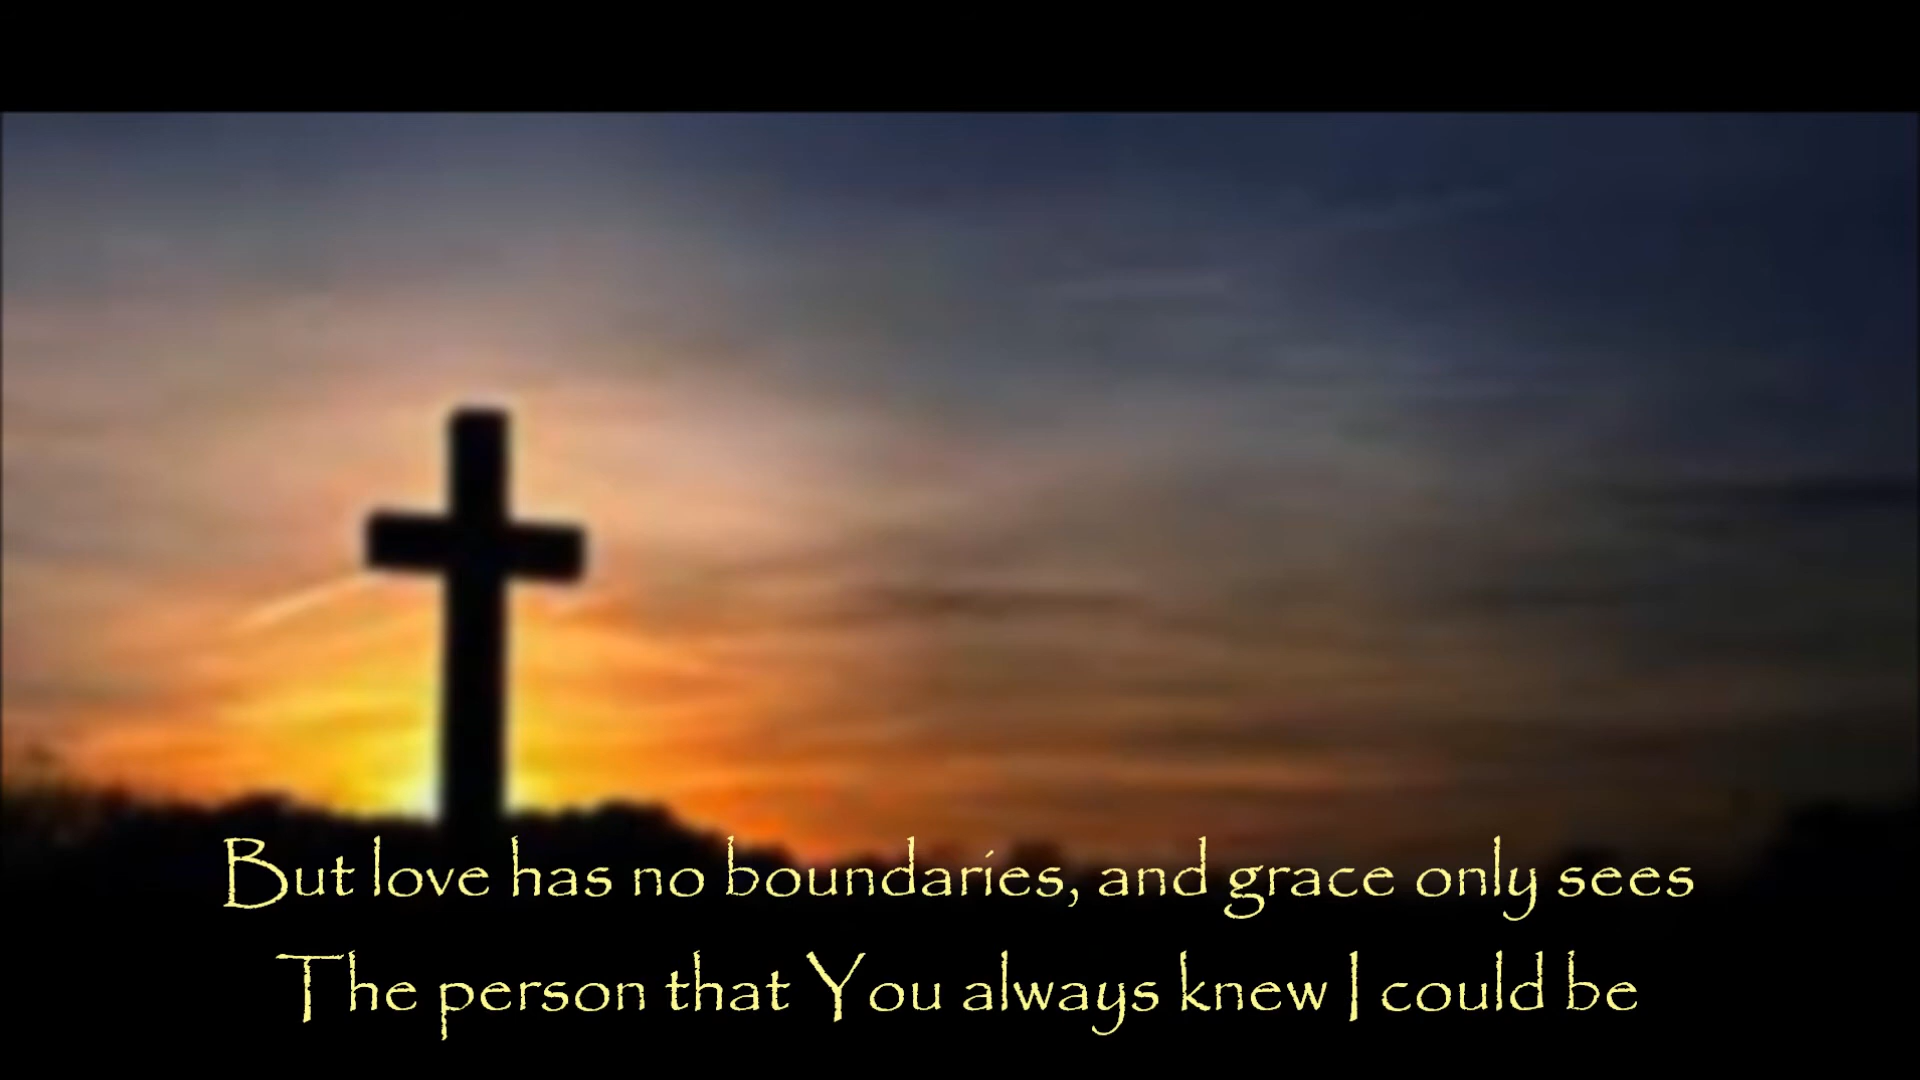 But love has no boundaries, and grace only sees
The person that You always knew I could be